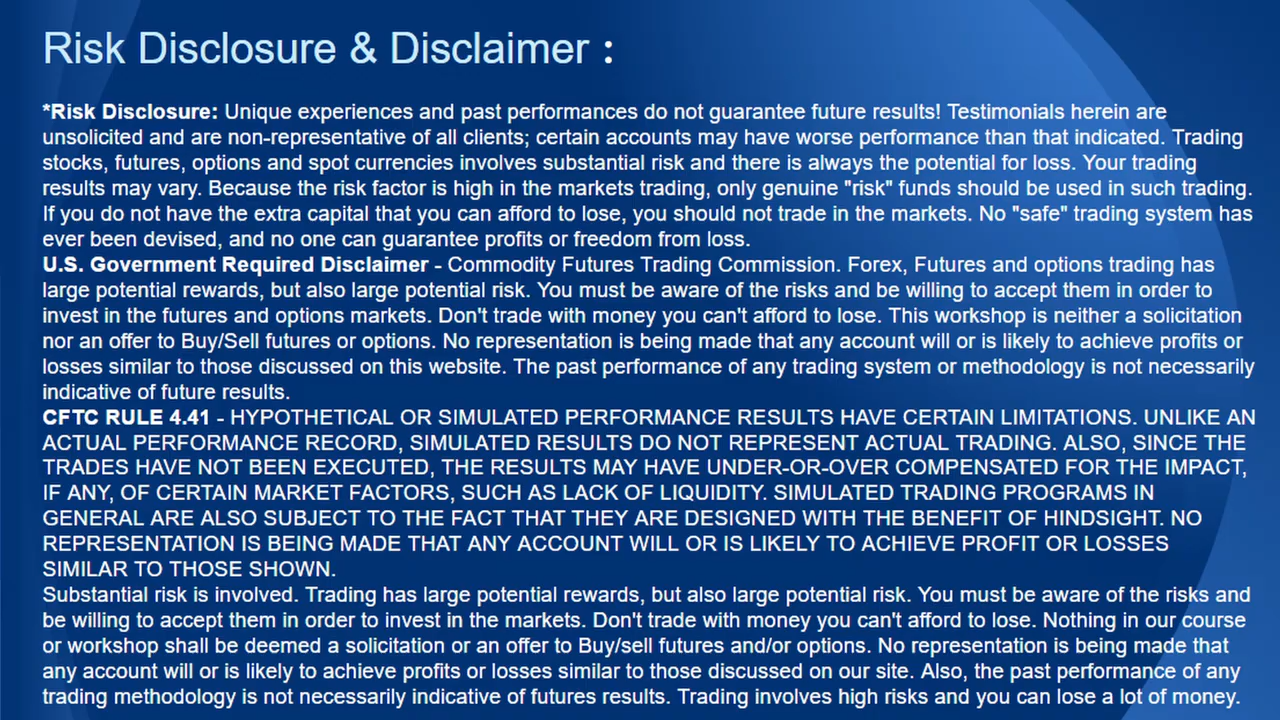 Risk Disclosure & Disclaimer :
*Risk Disclosure: Unique experiences and past performances do not guarantee future results! Testimonials herein are
unsolicited and are non-representative of all clients; certain accounts may have worse performance than that indicated. Trading
stocks, futures, options and spot currencies involves substantial risk and there is always the potential for loss. Your trading
results may vary. Because the risk factor is high in the markets trading, only genuine "risk" funds should be used in such trading.
If you do not have the extra capital that you can afford to lose, you should not trade in the markets. No "safe" trading system has
ever been devised, and no one can guarantee profits or freedom from loss.
U.S. Government Required Disclaimer - Commodity Futures Trading Commission. Forex, Futures and options trading has
large potential rewards, but also large potential risk. You must be aware of the risks and be willing to accept them in order to
invest in the futures and options markets. Don't trade with money you can't afford to lose. This workshop is neither a solicitation
nor an offer to Buy/Sell futures or options. No representation is being made that any account will or is likely to achieve profits or
losses similar to those discussed on this website. The past performance of any trading system or methodology is not necessarily
indicative of future results.
CFTC RULE 4.41 - HYPOTHETICAL OR SIMULATED PERFORMANCE RESULTS HAVE CERTAIN LIMITATIONS. UNLIKE AN
ACTUAL PERFORMANCE RECORD, SIMULATED RESULTS DO NOT REPRESENT ACTUAL TRADING. ALSO, SINCE THE
TRADES HAVE NOT BEEN EXECUTED, THE RESULTS MAY HAVE UNDER-OR-OVER COMPENSATED FOR THE IMPACT,
IF ANY, OF CERTAIN MARKET FACTORS, SUCH AS LACK OF LIQUIDITY. SIMULATED TRADING PROGRAMS IN
GENERAL ARE ALSO SUBJECT TO THE FACT THAT THEY ARE DESIGNED WITH THE BENEFIT OF HINDSIGHT. NO
REPRESENTATION IS BEING MADE THAT ANY ACCOUNT WILL OR IS LIKELY TO ACHIEVE PROFIT OR LOSSES
SIMILAR TO THOSE SHOWN.
Substantial risk is involved. Trading has large potential rewards, but also large potential risk. You must be aware of the risks and
be willing to accept them in order to invest in the markets. Don't trade with money you can't afford to lose. Nothing in our course
or workshop shall be deemed a solicitation or an offer to Buy/sell futures and/or options. No representation is being made that
any account will or is likely to achieve profits or losses similar to those discussed on our site. Also, the past performance of any
trading methodology is not necessarily indicative of futures results. Trading involves high risks and you can lose a lot of money.